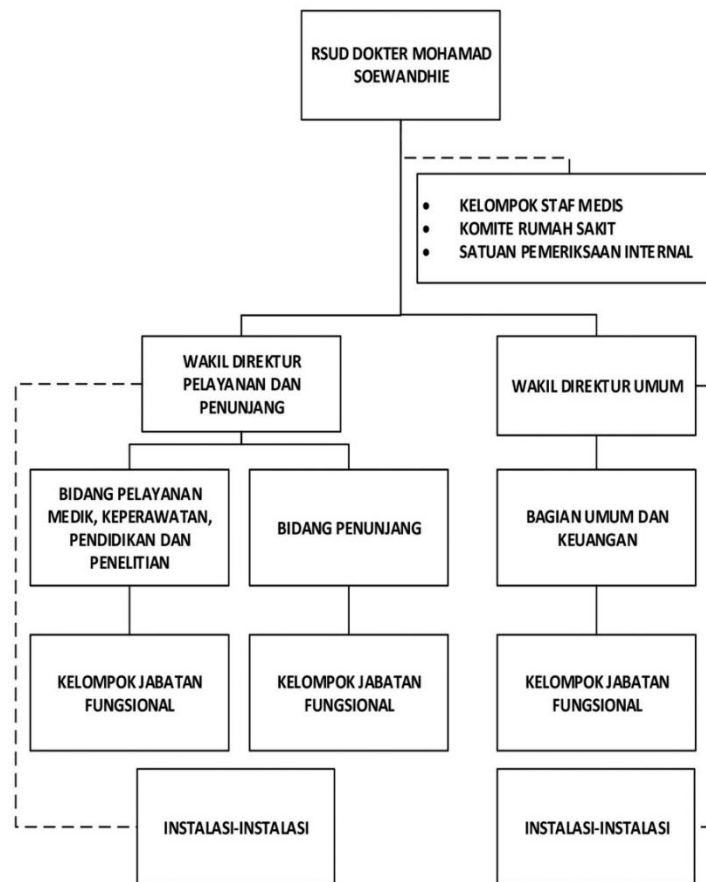 RSUD DOKTER MOHAMAD
SOEWANDHIE
• KELOMPOK STAF MEDIS
• KOMITE RUMAH SAKIT
• SATUAN PEMERIKSAAN INTERNAL
WAKIL DIREKTUR
PELAYANAN DAN
PENUNJANG
WAKIL DIREKTUR UMUM
BIDANG PELAYANAN
MEDIK, KEPERAWATAN,
PENDIDIKAN DAN
PENELITIAN
BIDANG PENUNJANG
BAGIAN UMUM DAN
KEUANGAN
KELOMPOK JABATAN
FUNGSIONAL
KELOMPOK JABATAN
FUNGSIONAL
KELOMPOK JABATAN
FUNGSIONAL
INSTALASI-INSTALASI
INSTALASI-INSTALASI